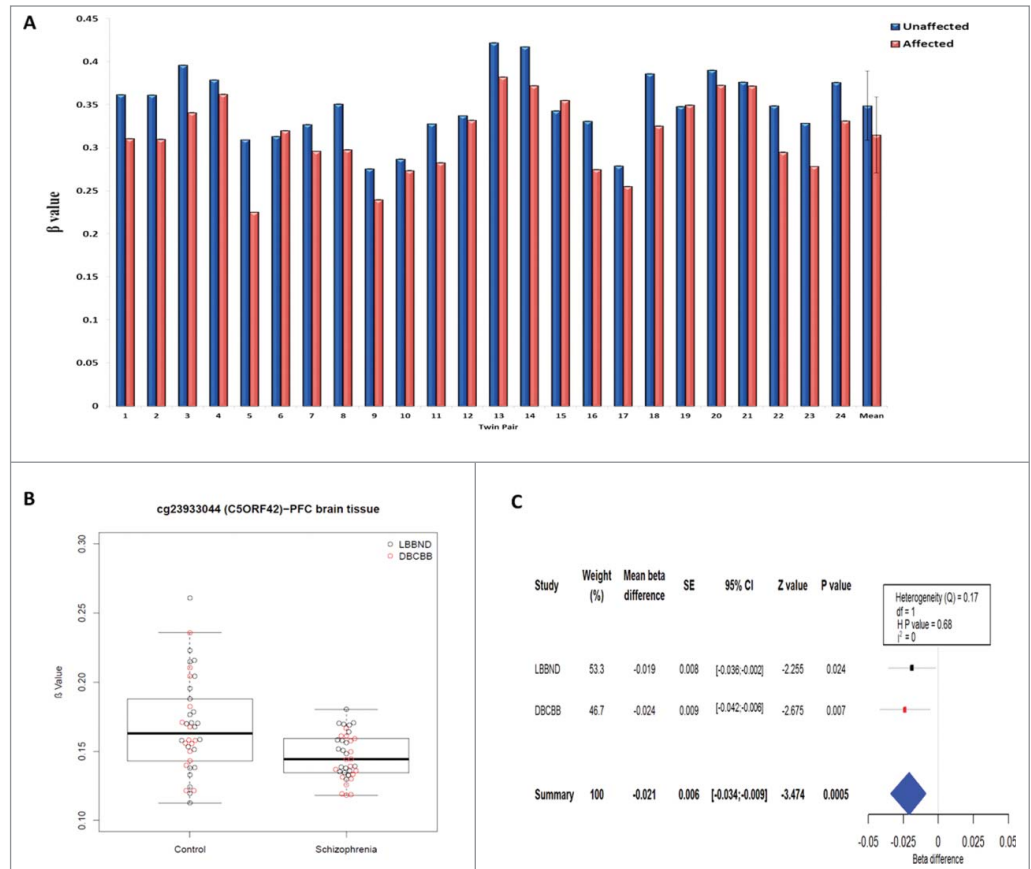 A
Unaffected
Affected
0.45
0.4
0.35
0.3
0.25
0.2
0.15
0.1
0.05
0
β value
1 2 3 4 5 6 7 8 9 10 11 12 13 14 15 16 17 18 19 20 21 22 23 24 Mean
Twin Pair
B
cg23933044 (C5ORF42)−PFC brain tissue
LBBND
DBCBB
0.30
0.25
0.20
0.15
0.10
ß Value
Control Schizophrenia
C
Study Weight (%) Mean beta difference SE 95% CI Z value P value
Heterogeneity (Q) = 0.17
df = 1
H P value = 0.68
I² = 0
LBBND 53.3 -0.019 0.008 [-0.036;-0.002] -2.255 0.024
DBCBB 46.7 -0.024 0.009 [-0.042;-0.006] -2.675 0.007
Summary 100 -0.021 0.006 [-0.034;-0.009] -3.474 0.0005
-0.05 -0.025 0 0.025 0.05
Beta difference